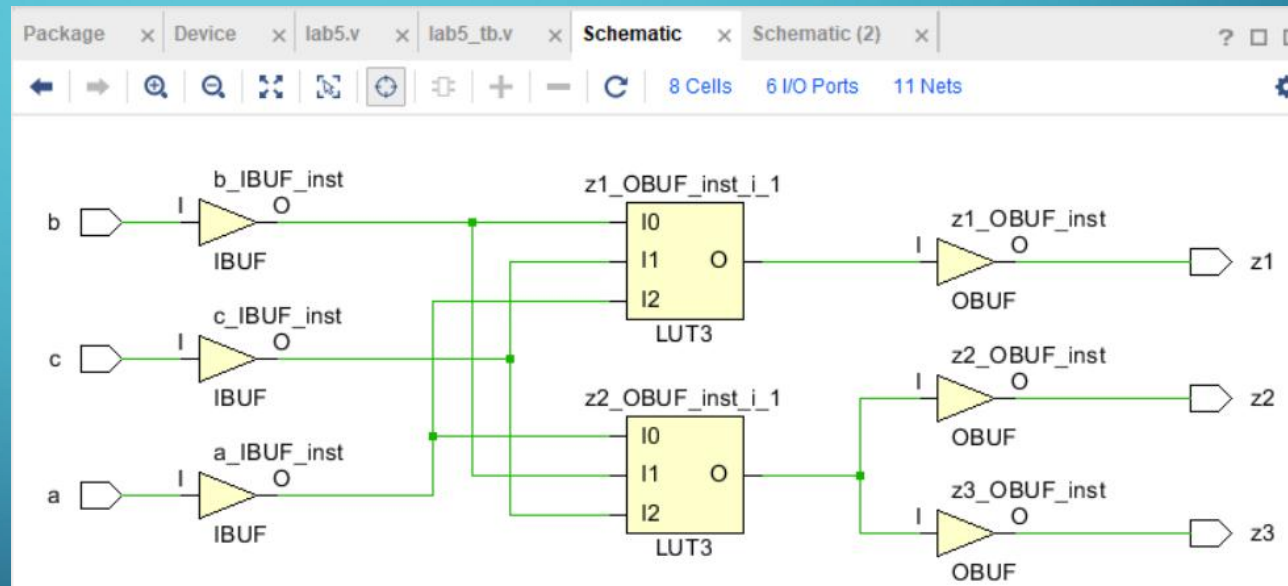 Package × Device × lab5.v × lab5_tb.v × Schematic × Schematic (2) × ?
8 Cells 6 I/O Ports 11 Nets
b_IBUF_inst
b I O
IBUF
c_IBUF_inst
c I O
IBUF
a_IBUF_inst
a I O
IBUF
z1_OBUF_inst_i_1
I0
I1 O
I2
LUT3
z2_OBUF_inst_i_1
I0
I1 O
I2
LUT3
z1_OBUF_inst
I O z1
OBUF
z2_OBUF_inst
I O z2
OBUF
z3_OBUF_inst
I O z3
OBUF